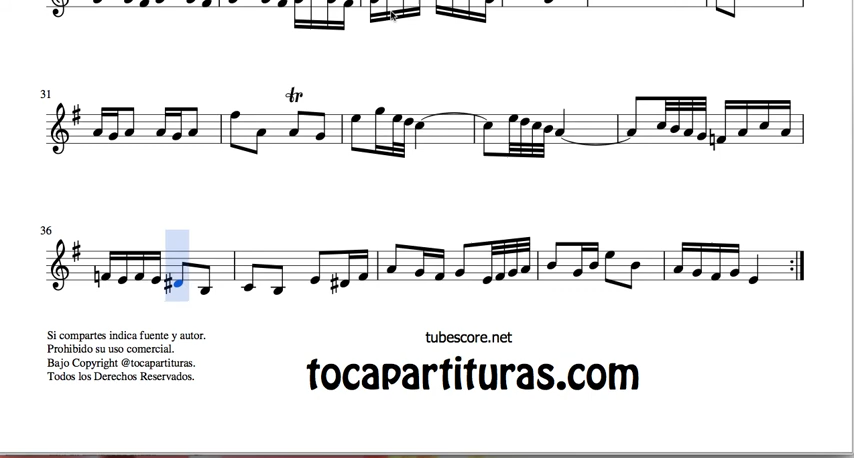 31
tr
36
Si compartes indica fuente y autor.
Prohibido su uso comercial.
Bajo Copyright @tocapartituras.
Todos los Derechos Reservados.
tubescore.net
tocapartituras.com